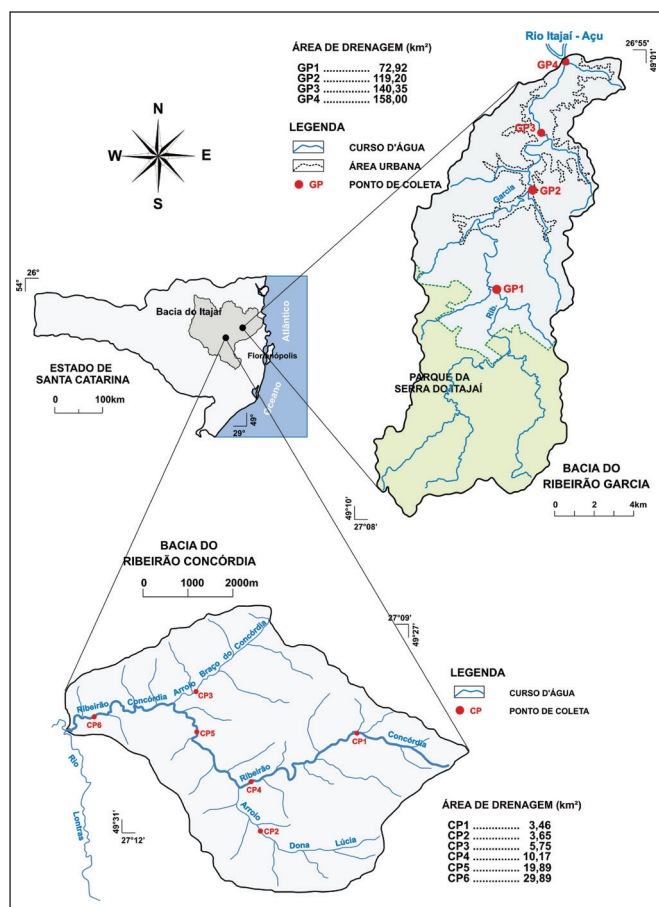 Rio Itajaí - Açu
26°55'
49°01'
ÁREA DE DRENAGEM (km²)
GP1 .............. 72,92
GP2 .............. 119,20
GP3 .............. 140,35
GP4 .............. 158,00
GP4
LEGENDA
CURSO D'ÁGUA
ÁREA URBANA
GP PONTO DE COLETA
GP3
GP2
Garcia
GP1
Rib.
PARQUE DA
SERRA DO ITAJAÍ
BACIA DO
RIBEIRÃO GARCIA
0 2 4km
49°10'
27°08'
N
W E
S
54°
26°
Bacia do Itajaí
Florianópolis
Atlântico
Oceano
ESTADO DE
SANTA CATARINA
0 100km
29°
49°
BACIA DO
RIBEIRÃO CONCÓRDIA
0 1000 2000m
27°09'
49°27'
LEGENDA
CURSO D'ÁGUA
CP PONTO DE COLETA
Arroio Braço do Concórdia
CP3
Ribeirão Concórdia
CP6
CP5
CP1
Concórdia
Ribeirão
CP4
Arroio
CP2
Dona Lúcia
Rio
Lontras
49°31'
27°12'
ÁREA DE DRENAGEM (km²)
CP1 .............. 3,46
CP2 .............. 3,65
CP3 .............. 5,75
CP4 .............. 10,17
CP5 .............. 19,89
CP6 .............. 29,89